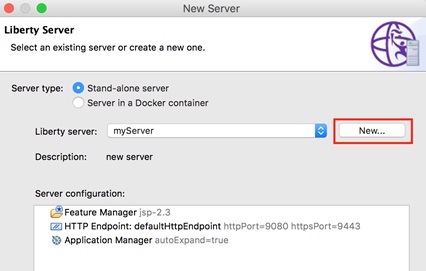 New Server
Liberty Server
Select an existing server or create a new one.
Server type: Stand-alone server
Server in a Docker container
Liberty server: myServer New...
Description: new server
Server configuration:
Feature Manager jsp-2.3
HTTP Endpoint: defaultHttpEndpoint httpPort=9080 httpsPort=9443
Application Manager autoExpand=true